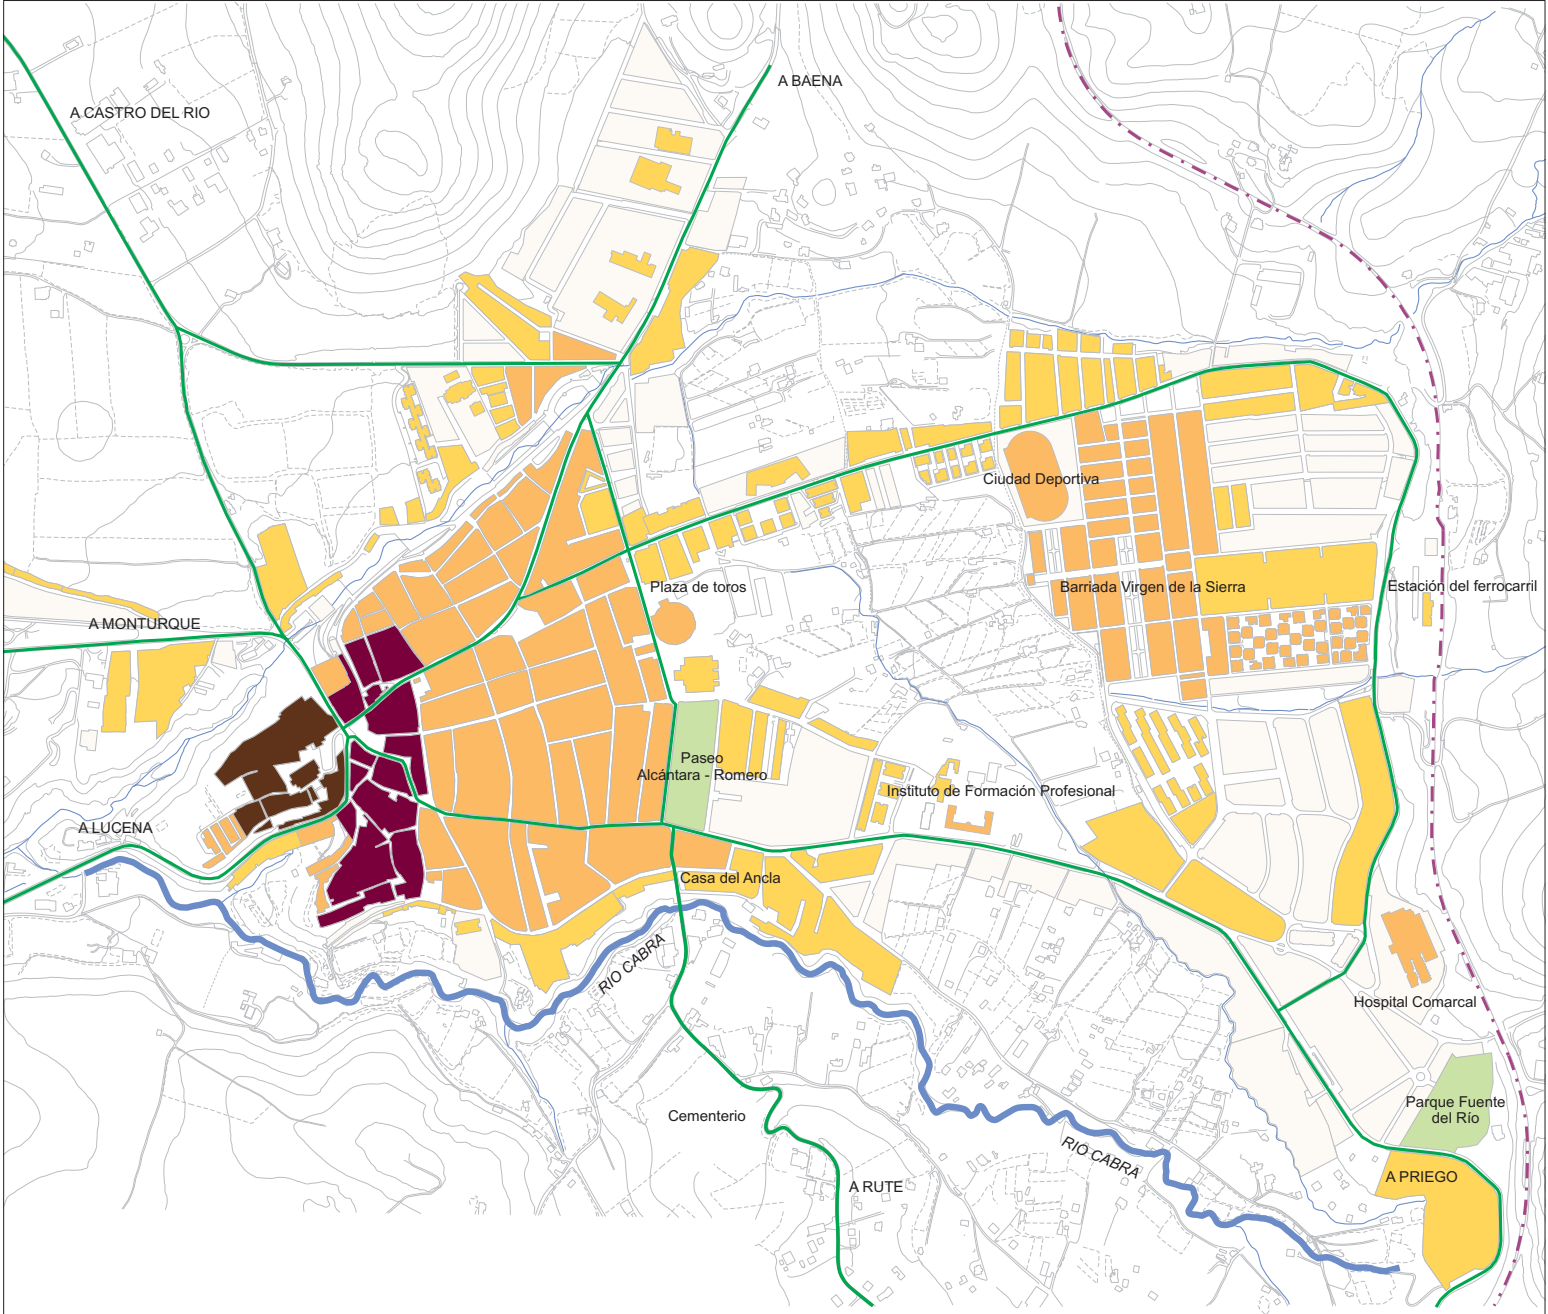 A BAENA
A CASTRO DEL RIO
Ciudad Deportiva
Plaza de toros
Barriada Virgen de la Sierra
Estación del ferrocarril
A MONTURQUE
Paseo
Alcántara - Romero
Instituto de Formación Profesional
A LUCENA
Casa del Ancla
RIO CABRA
Hospital Comarcal
Cementerio
Parque Fuente
del Río
RIO CABRA
A PRIEGO
A RUTE